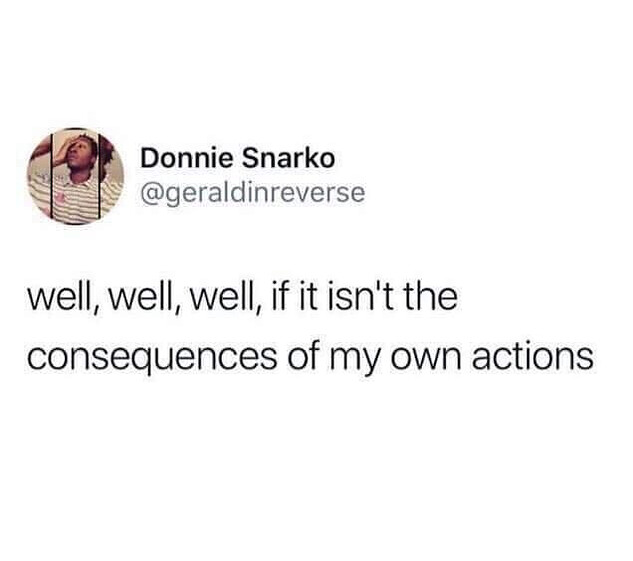 Donnie Snarko
@geraldinreverse
well, well, well, if it isn't the
consequences of my own actions